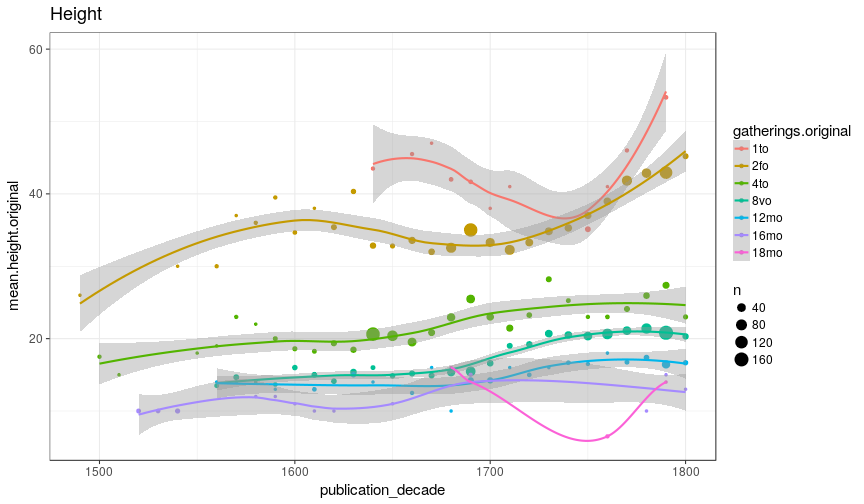 Height
60
40
20
mean.height.original
1500
1600
1700
1800
publication_decade
gatherings.original
1to
2fo
4to
8vo
12mo
16mo
18mo
n
40
80
120
160